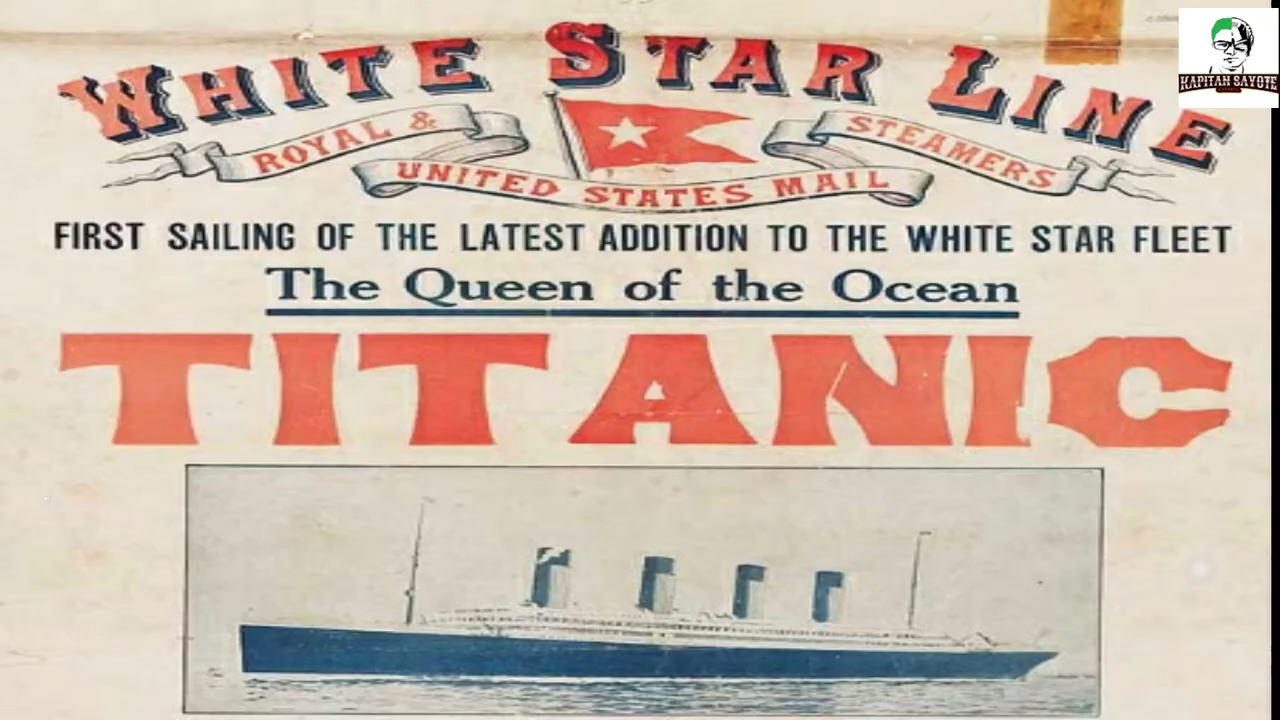 WHITE STAR LINE
ROYAL & UNITED STATES MAIL STEAMERS
FIRST SAILING OF THE LATEST ADDITION TO THE WHITE STAR FLEET
The Queen of the Ocean
TITANIC
KAPITAN SAYOTE